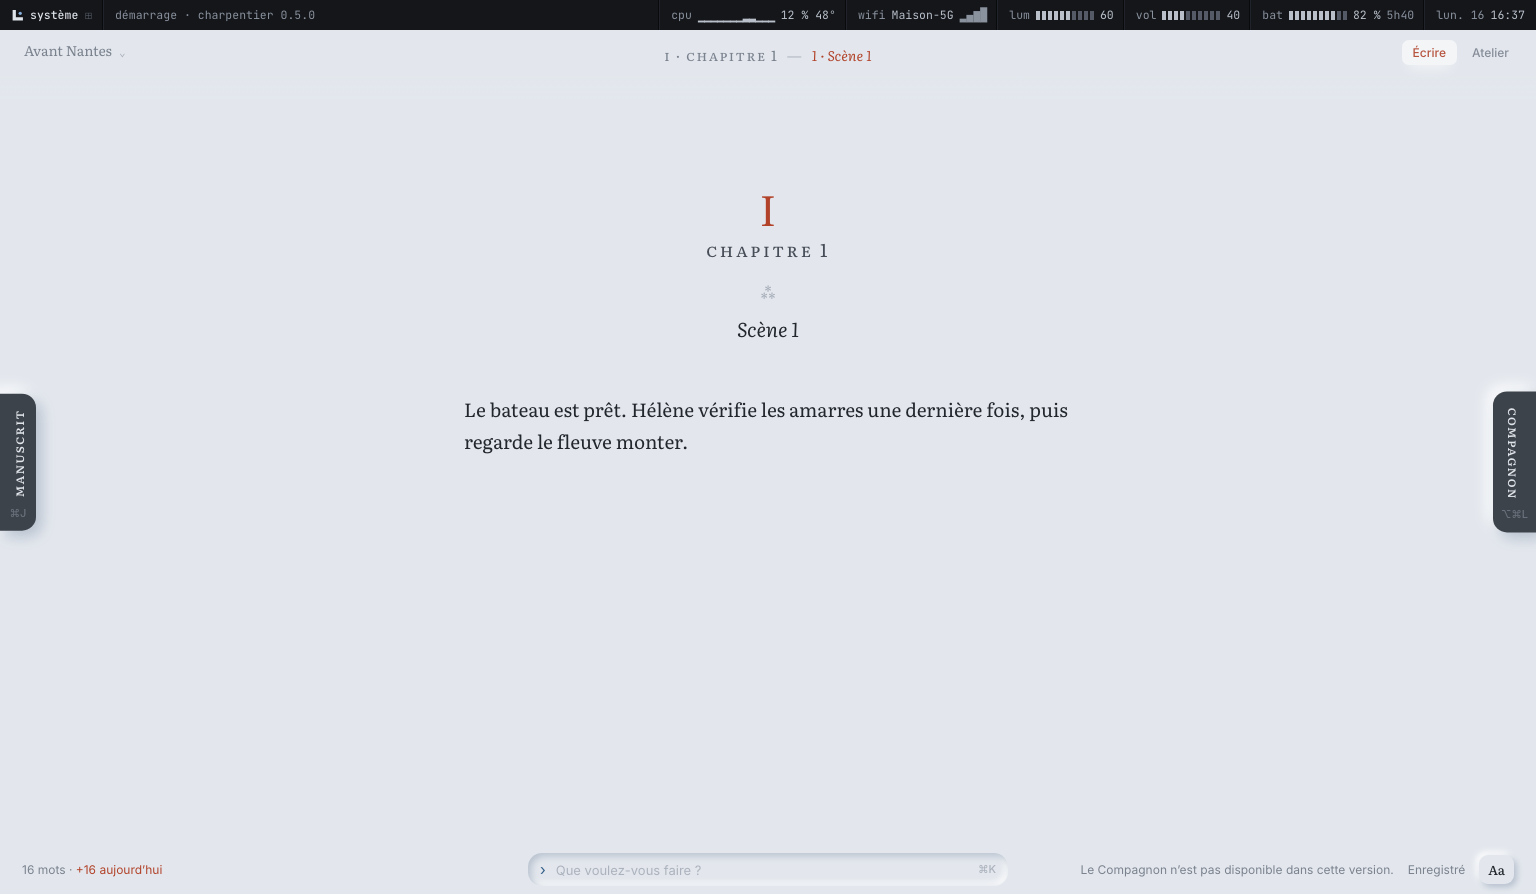 système ⊞ démarrage · charpentier 0.5.0 cpu 12 % 48° wifi Maison-5G lum 60 vol 40 bat 82 % 5h40 lun. 16 16:37
Avant Nantes
I · CHAPITRE 1 — 1 · Scène 1
Écrire Atelier
I
CHAPITRE 1
⁂
Scène 1
Le bateau est prêt. Hélène vérifie les amarres une dernière fois, puis
regarde le fleuve monter.
MANUSCRIT
⌘J
COMPAGNON
⌥⌘L
16 mots · +16 aujourd’hui
› Que voulez-vous faire ? ⌘K
Le Compagnon n’est pas disponible dans cette version. Enregistré Aa